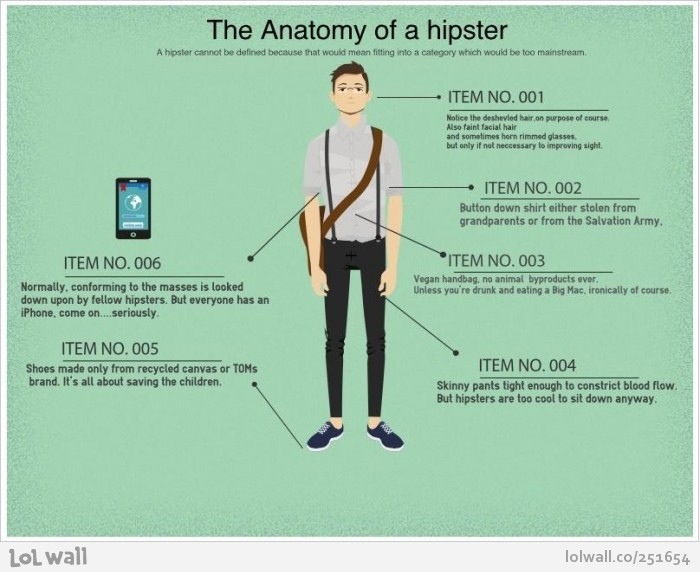 The Anatomy of a hipster
A hipster cannot be defined because that would mean fitting into a category which would be too mainstream.
ITEM NO. 001
Notice the deshevled hair,on purpose of course.
Also faint facial hair
and sometimes horn rimmed glasses,
but only if not neccessary to improving sight.
ITEM NO. 002
Button down shirt either stolen from
grandparents or from the Salvation Army,
ITEM NO. 003
Vegan handbag, no animal byproducts ever.
Unless you're drunk and eating a Big Mac, ironically of course.
ITEM NO. 004
Skinny pants tight enough to constrict blood flow.
But hipsters are too cool to sit down anyway.
ITEM NO. 005
Shoes made only from recycled canvas or TOMs
brand. It's all about saving the children.
ITEM NO. 006
Normally, conforming to the masses is looked
down upon by fellow hipsters. But everyone has an
iPhone, come on....seriously.
LOL wall
lolwall.co/251654